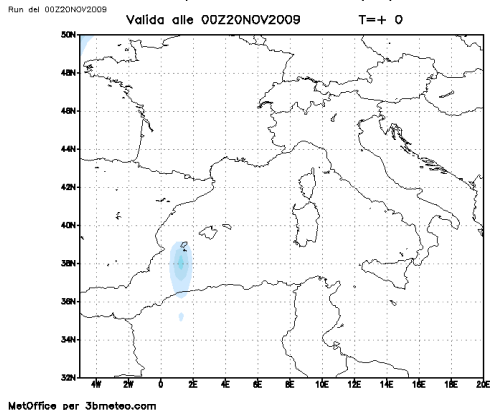 Run del 00Z20NOV2009
Valida alle 00Z20NOV2009 T=+ 0
50N
48N
46N
44N
42N
40N
38N
36N
34N
32N
4W 2W 0 2E 4E 6E 8E 10E 12E 14E 16E 18E 20E
MetOffice per 3bmeteo.com